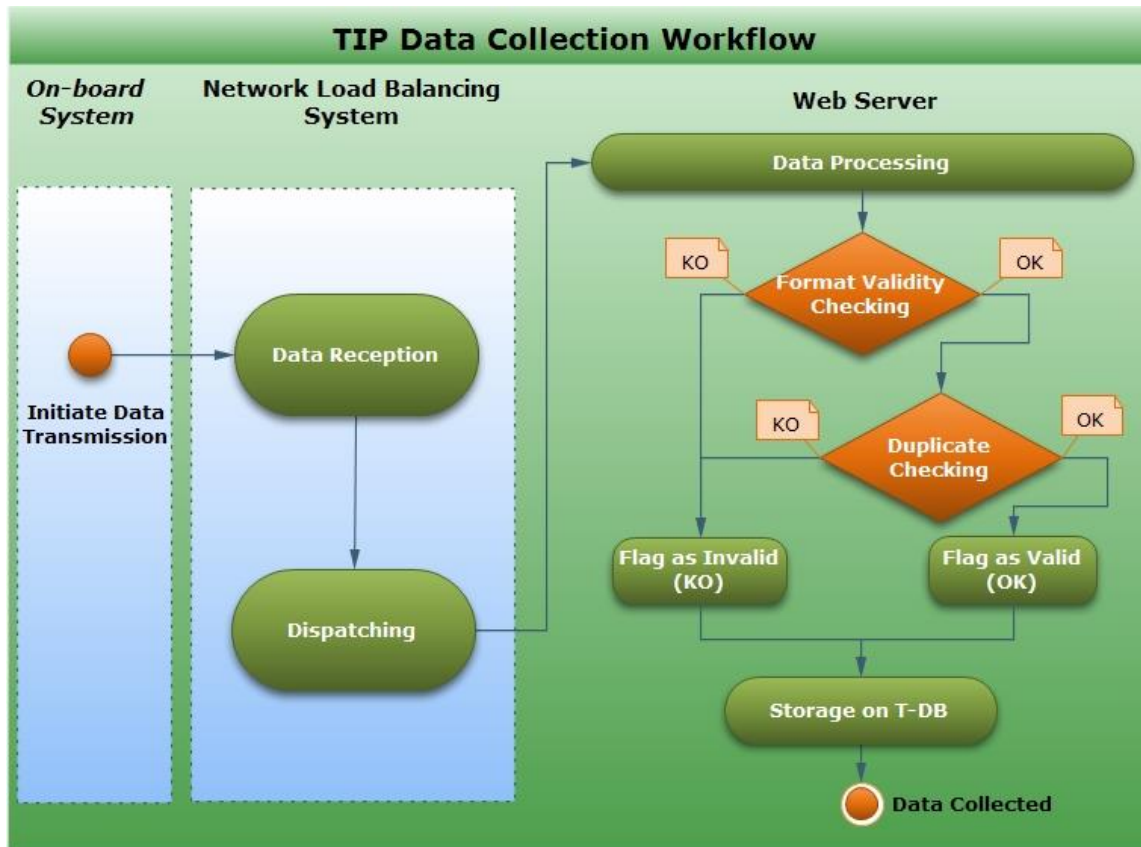 TIP Data Collection Workflow
On-board
System
Network Load Balancing
System
Web Server
Initiate Data
Transmission
Data Reception
Dispatching
Data Processing
KO
OK
Format Validity
Checking
KO
OK
Duplicate
Checking
Flag as Invalid
(KO)
Flag as Valid
(OK)
Storage on T-DB
Data Collected